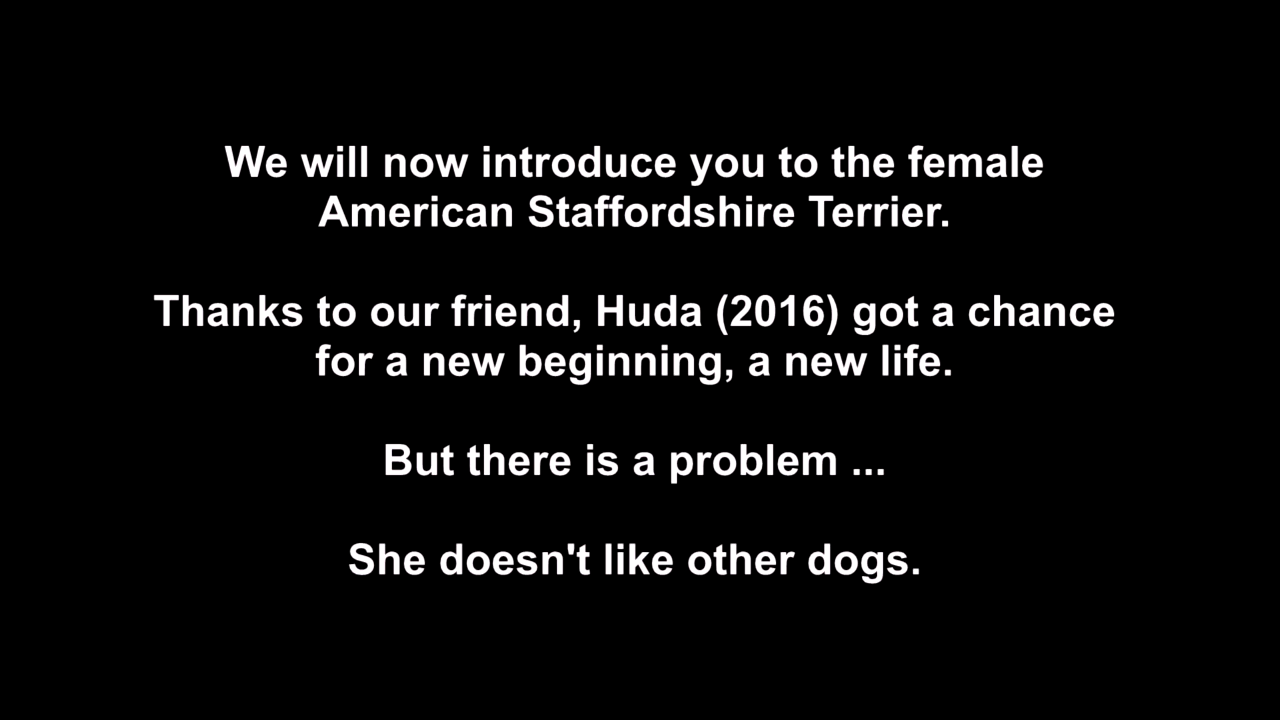 We will now introduce you to the female
American Staffordshire Terrier.
Thanks to our friend, Huda (2016) got a chance
for a new beginning, a new life.
But there is a problem ...
She doesn't like other dogs.